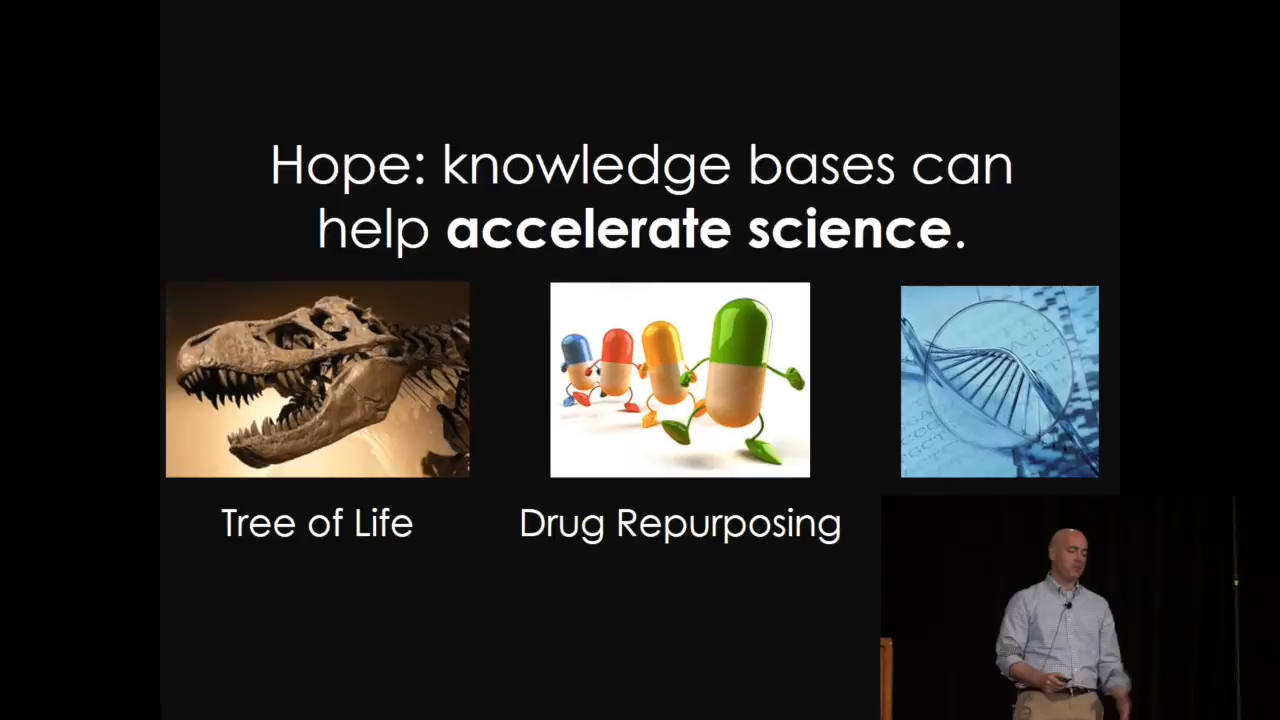 Hope: knowledge bases can
help accelerate science.
Tree of Life
Drug Repurposing